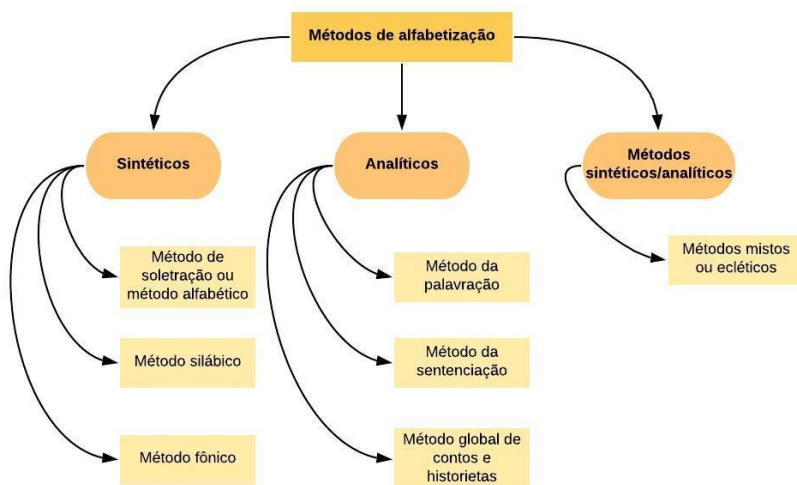 Métodos de alfabetização
Sintéticos
Analíticos
Métodos
sintéticos/analíticos
Método de
soletração ou
método alfabético
Método da
palavração
Métodos mistos
ou ecléticos
Método silábico
Método da
sentenciação
Método fônico
Método global de
contos e
historietas